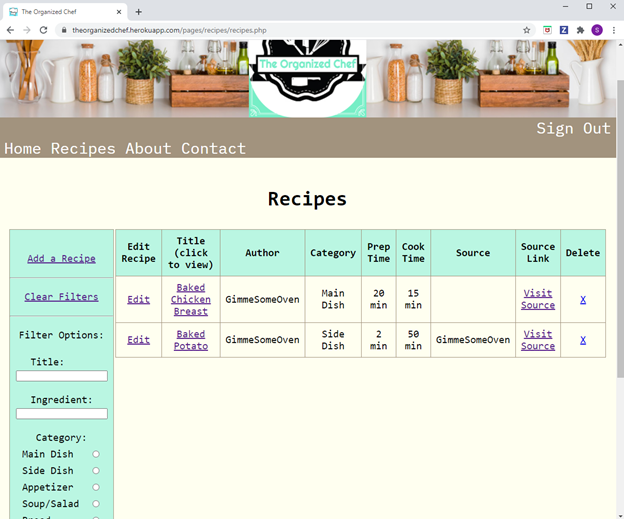 The Organized Chef
theorganizedchef.herokuapp.com/pages/recipes/recipes.php
S
The Organized Chef
Sign Out
Home Recipes About Contact
Recipes
Add a Recipe
Clear Filters
Filter Options:
Title:
Ingredient:
Category:
Main Dish
Side Dish
Appetizer
Soup/Salad
Bread
Edit Recipe Title (click to view) Author Category Prep Time Cook Time Source Source Link Delete
Edit Baked Chicken Breast GimmeSomeOven Main Dish 20 min 15 min Visit Source X
Edit Baked Potato GimmeSomeOven Side Dish 2 min 50 min GimmeSomeOven Visit Source X